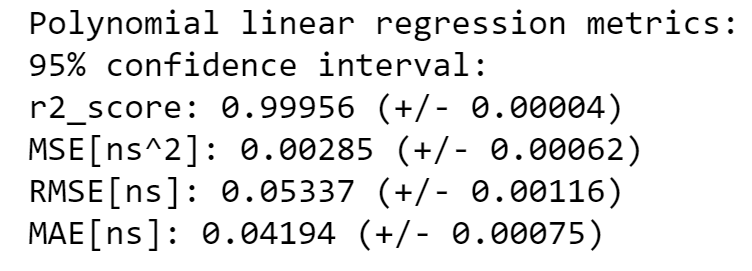 Polynomial linear regression metrics:
95% confidence interval:
r2_score: 0.99956 (+/- 0.00004)
MSE[ns^2]: 0.00285 (+/- 0.00062)
RMSE[ns]: 0.05337 (+/- 0.00116)
MAE[ns]: 0.04194 (+/- 0.00075)